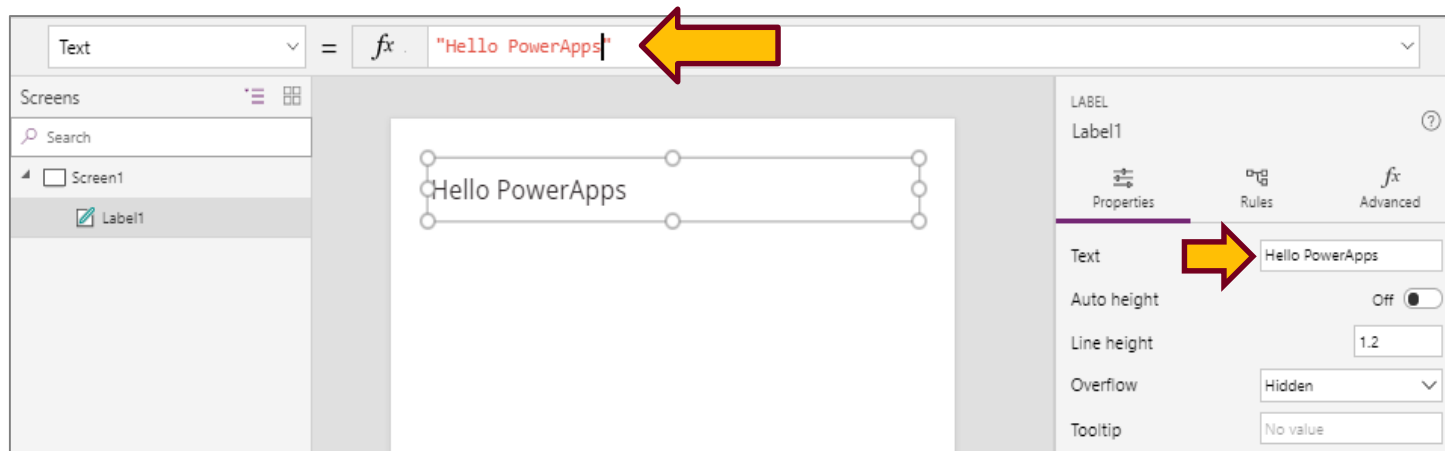 Text = fx "Hello PowerApps"
Screens
Search
Screen1
Label1
Hello PowerApps
LABEL
Label1
?
Properties Rules fx Advanced
Text Hello PowerApps
Auto height Off
Line height 1.2
Overflow Hidden
Tooltip No value